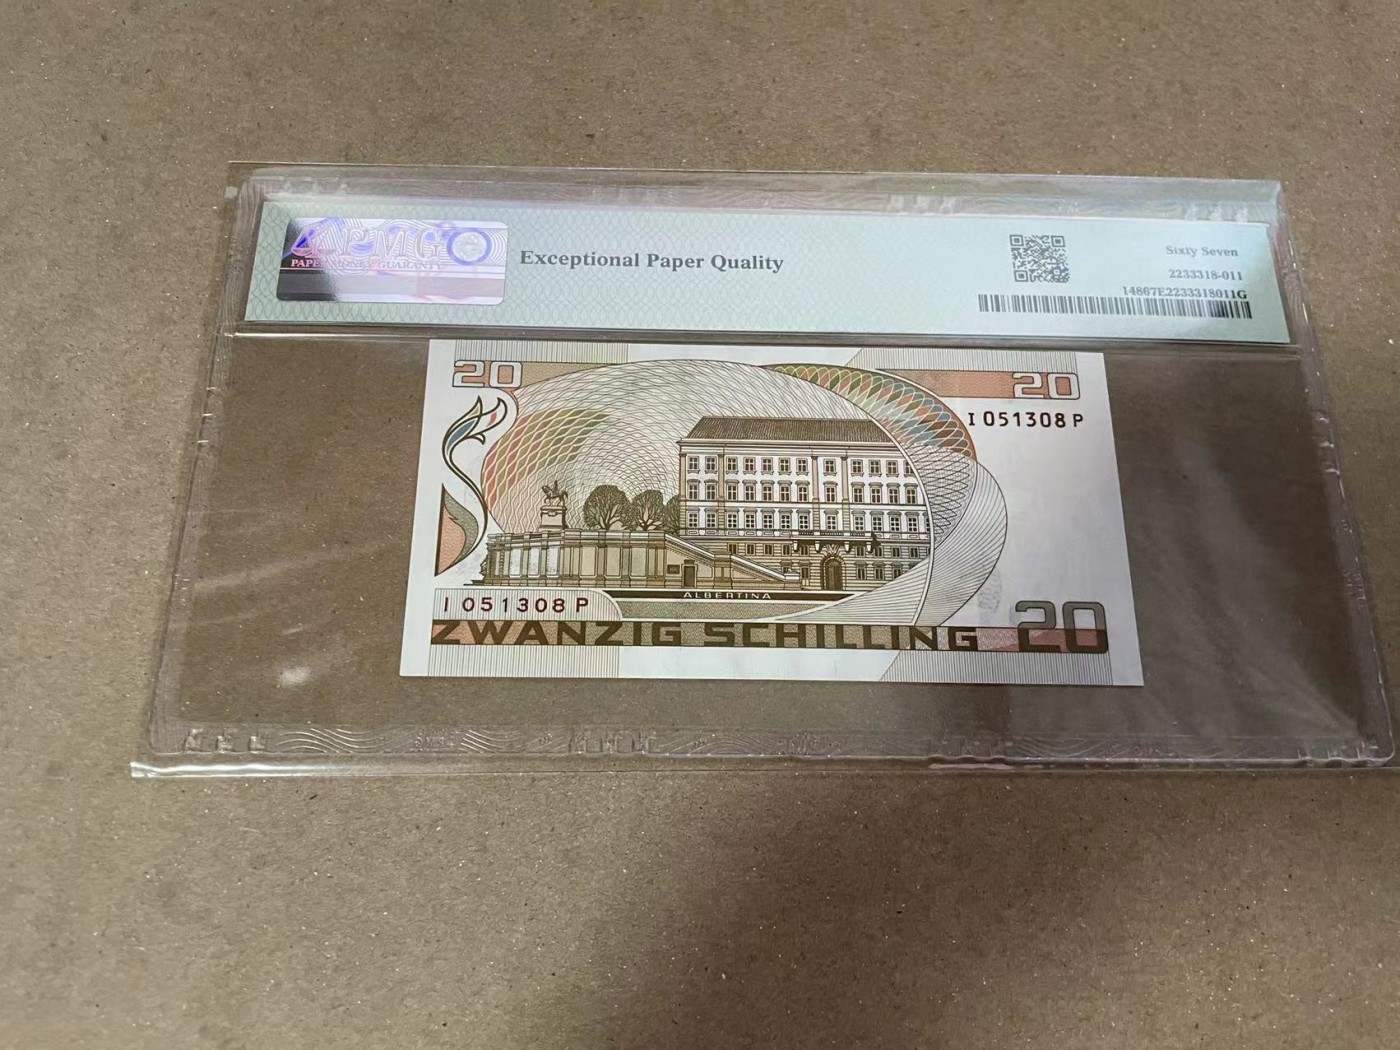 PMG
PAPER MONEY GUARANTY
Exceptional Paper Quality
Sixty Seven
2233318-011
14867E2233318011G
20
20
I 051308 P
ALBERTINA
I 051308 P
ZWANZIG SCHILLING 20